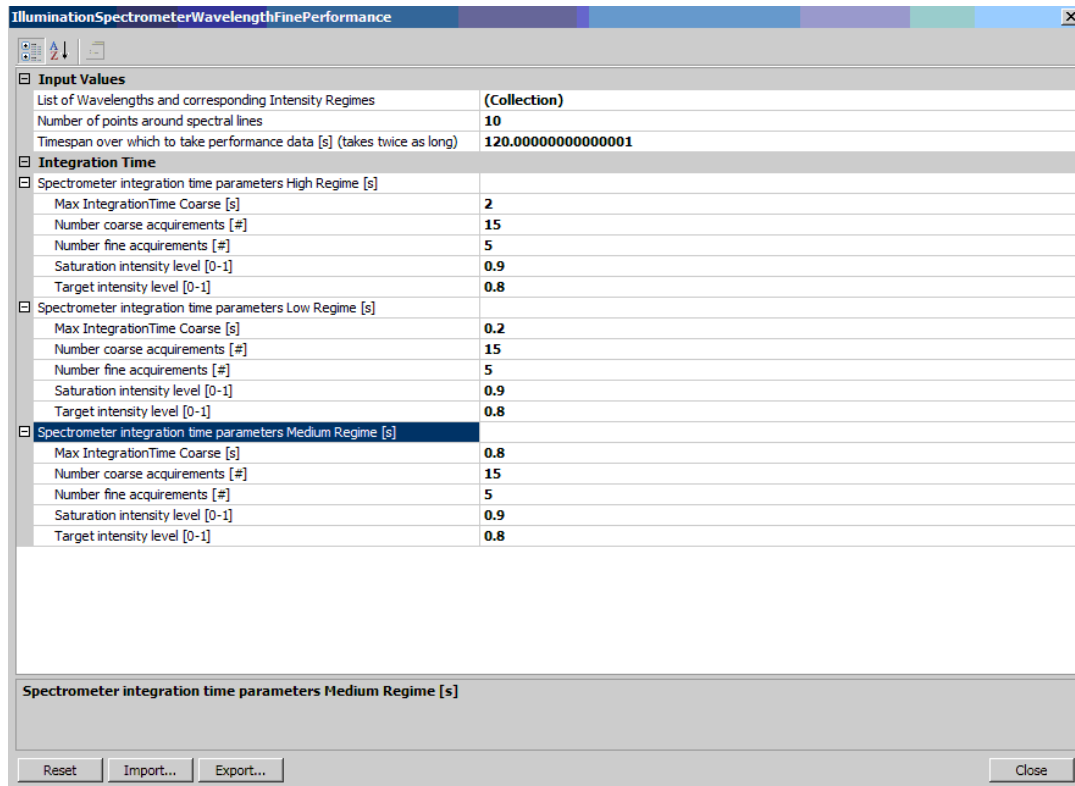 IlluminationSpectrometerWavelengthFinePerformance
Input Values
List of Wavelengths and corresponding Intensity Regimes (Collection)
Number of points around spectral lines 10
Timespan over which to take performance data [s] (takes twice as long) 120.00000000000001
Integration Time
Spectrometer integration time parameters High Regime [s]
Max IntegrationTime Coarse [s] 2
Number coarse acquirements [#] 15
Number fine acquirements [#] 5
Saturation intensity level [0-1] 0.9
Target intensity level [0-1] 0.8
Spectrometer integration time parameters Low Regime [s]
Max IntegrationTime Coarse [s] 0.2
Number coarse acquirements [#] 15
Number fine acquirements [#] 5
Saturation intensity level [0-1] 0.9
Target intensity level [0-1] 0.8
Spectrometer integration time parameters Medium Regime [s]
Max IntegrationTime Coarse [s] 0.8
Number coarse acquirements [#] 15
Number fine acquirements [#] 5
Saturation intensity level [0-1] 0.9
Target intensity level [0-1] 0.8
Spectrometer integration time parameters Medium Regime [s]
Reset Import... Export... Close